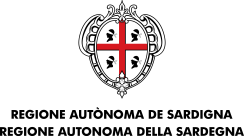 REGIONE AUTÒNOMA DE SARDIGNA
REGIONE AUTONOMA DELLA SARDEGNA